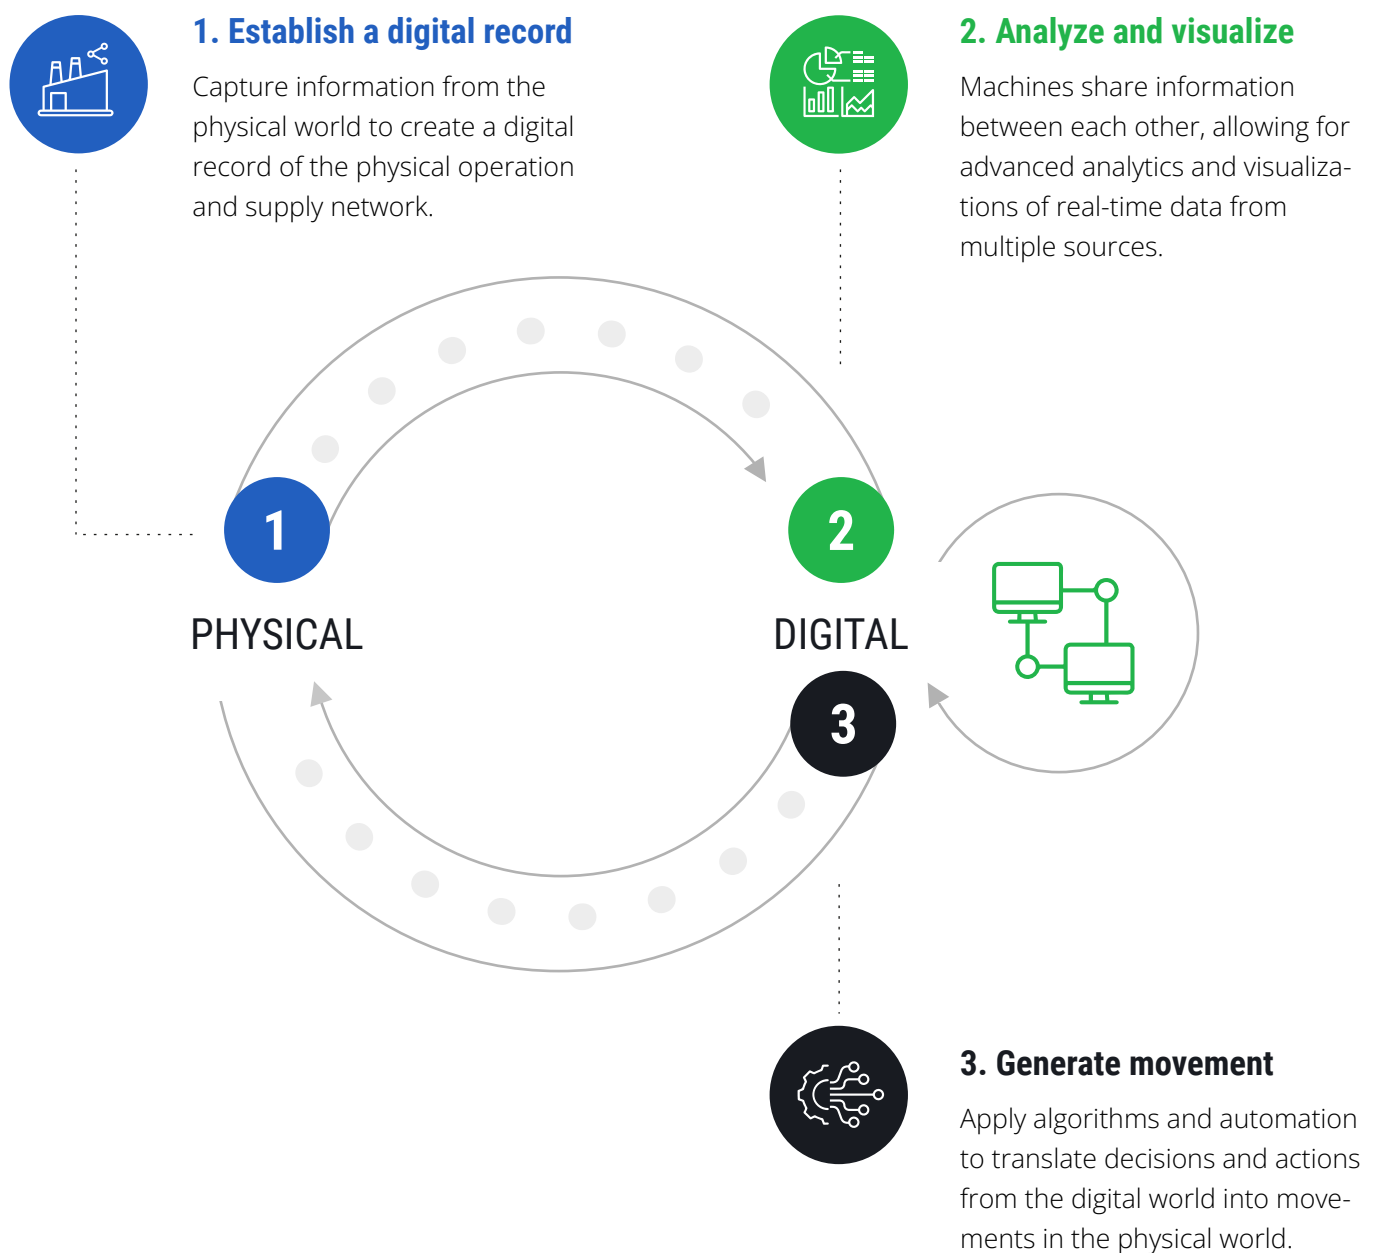 1. Establish a digital record
Capture information from the
physical world to create a digital
record of the physical operation
and supply network.
2. Analyze and visualize
Machines share information
between each other, allowing for
advanced analytics and visualiza-
tions of real-time data from
multiple sources.
1
2
PHYSICAL
DIGITAL
3
3. Generate movement
Apply algorithms and automation
to translate decisions and actions
from the digital world into move-
ments in the physical world.